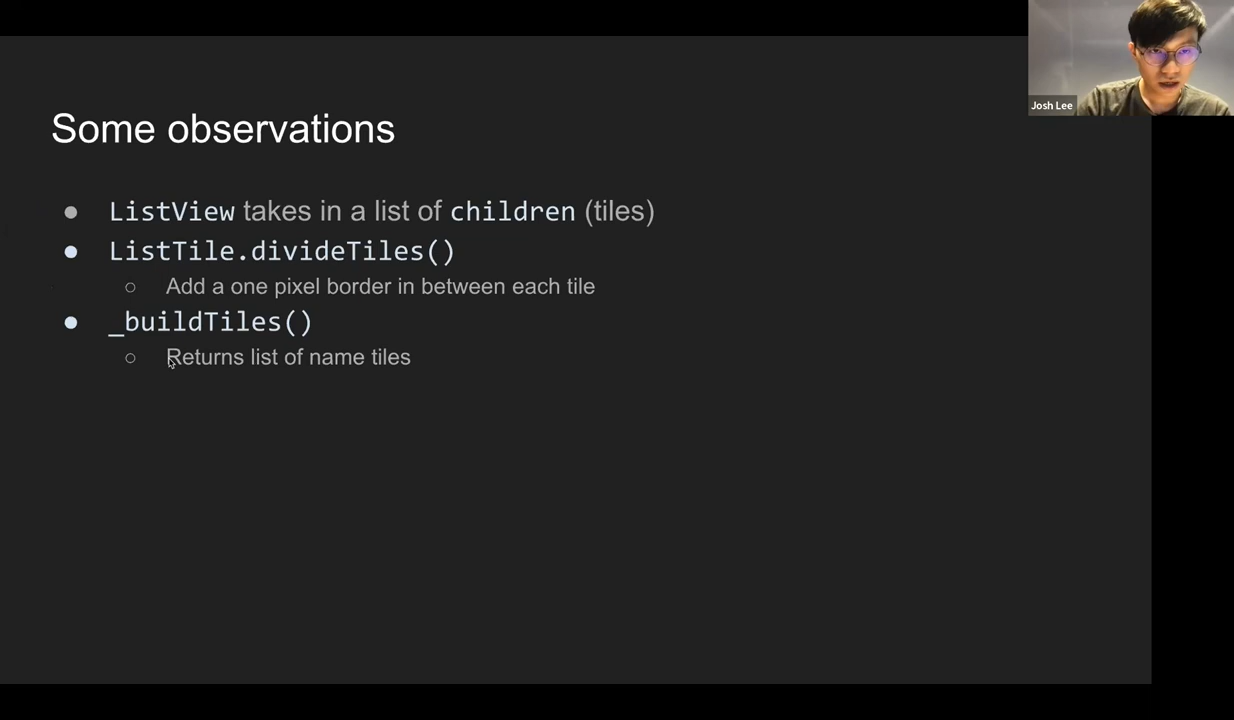 Josh Lee
Some observations
● ListView takes in a list of children (tiles)
● ListTile.divideTiles()
○ Add a one pixel border in between each tile
● _buildTiles()
○ Returns list of name tiles